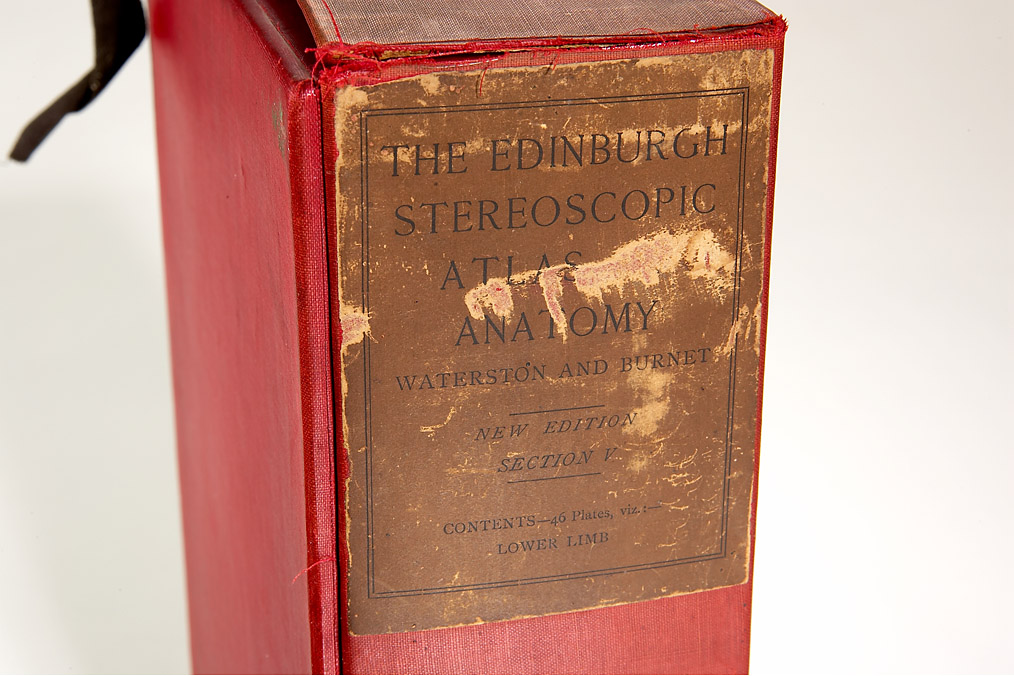 THE EDINBURGH
STEREOSCOPIC
ATLAS
ANATOMY
WATERSTON AND BURNET
NEW EDITION
SECTION V.
CONTENTS—46 Plates, viz.:—
LOWER LIMB